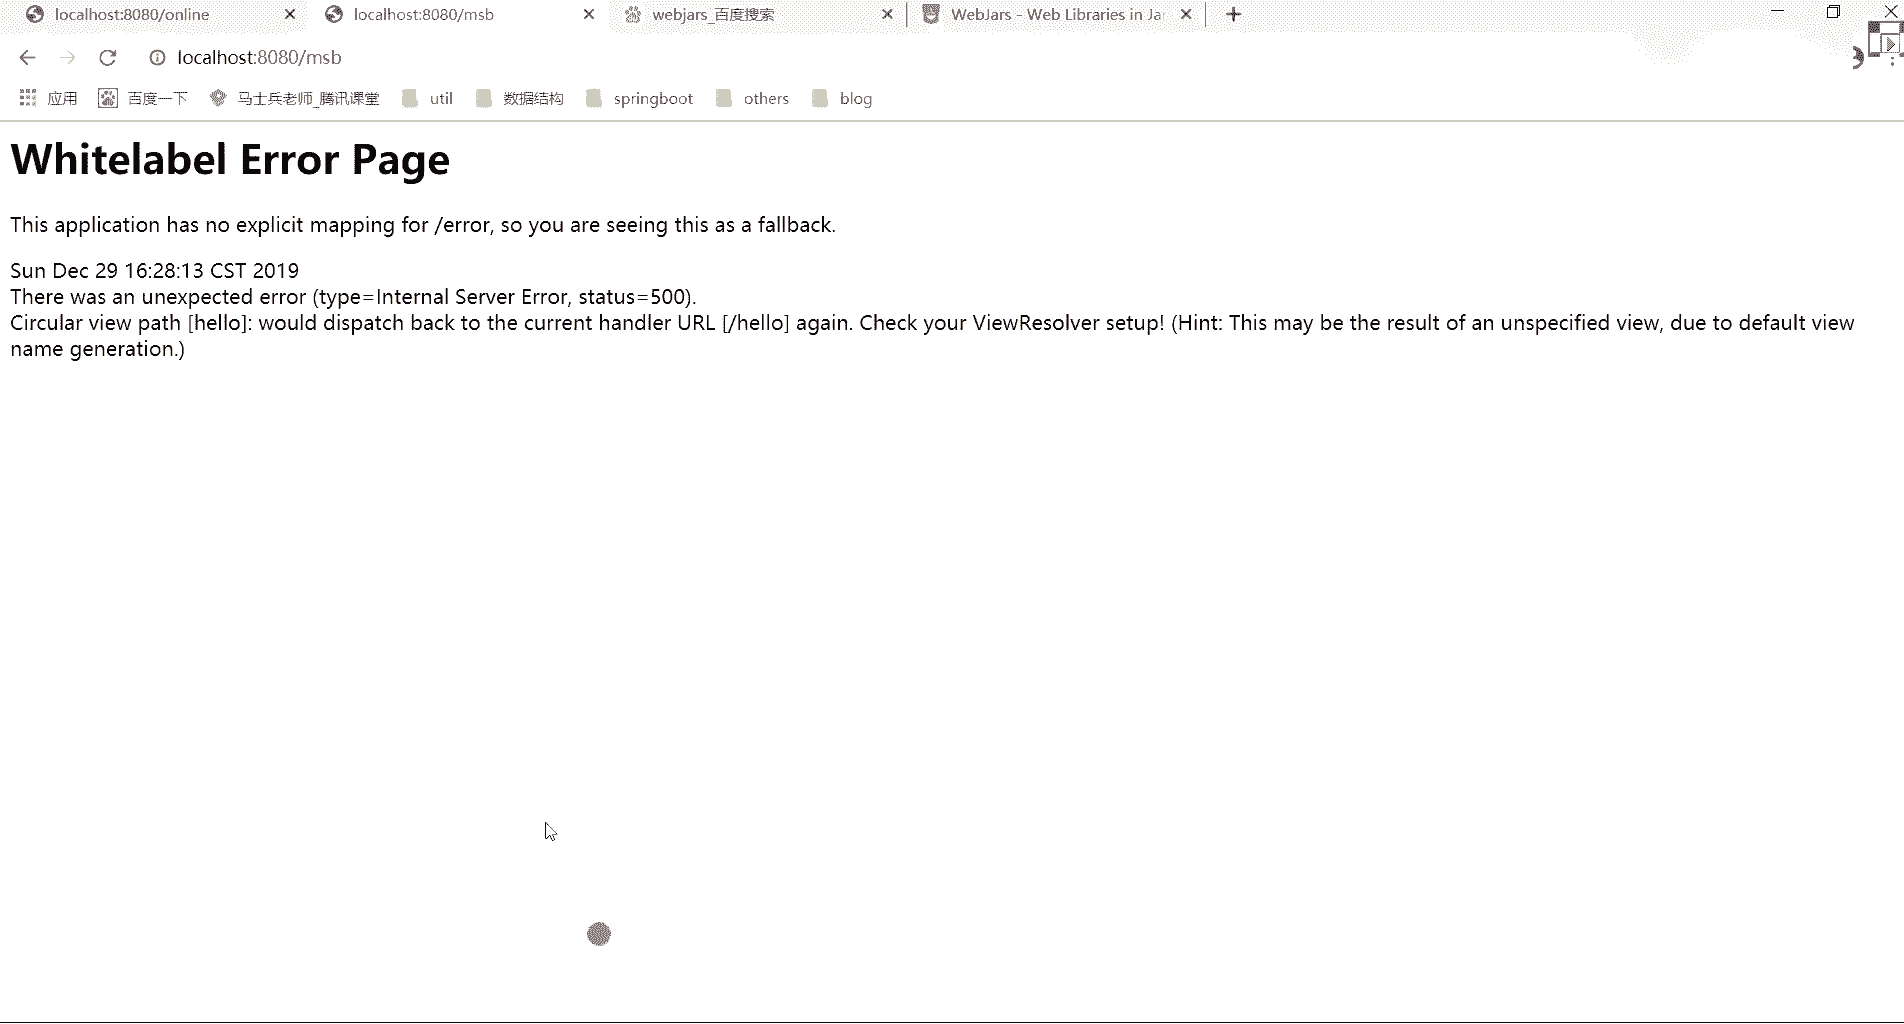 localhost:8080/online
localhost:8080/msb
webjars_百度搜索
WebJars - Web Libraries in Ja
localhost:8080/msb
应用 百度一下 马士兵老师_腾讯课堂 util 数据结构 springboot others blog
Whitelabel Error Page
This application has no explicit mapping for /error, so you are seeing this as a fallback.
Sun Dec 29 16:28:13 CST 2019
There was an unexpected error (type=Internal Server Error, status=500).
Circular view path [hello]: would dispatch back to the current handler URL [/hello] again. Check your ViewResolver setup! (Hint: This may be the result of an unspecified view, due to default view
name generation.)